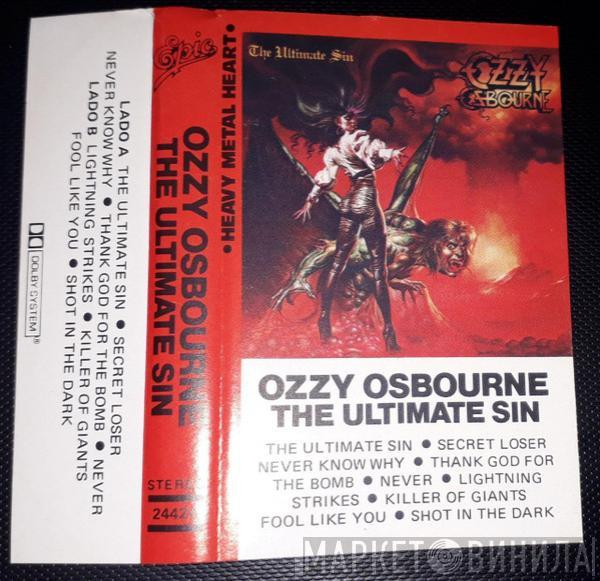 LADO A THE ULTIMATE SIN ● SECRET LOSER
NEVER KNOW WHY ● THANK GOD FOR THE BOMB ● NEVER
LADO B LIGHTNING STRIKES ● KILLER OF GIANTS
FOOL LIKE YOU ● SHOT IN THE DARK
DOLBY SYSTEM®
Epic
OZZY OSBOURNE
THE ULTIMATE SIN
STEREO
• HEAVY METAL HEART •
The Ultimate Sin
OZZY
OSBOURNE
OZZY OSBOURNE
THE ULTIMATE SIN
THE ULTIMATE SIN ● SECRET LOSER
NEVER KNOW WHY ● THANK GOD FOR
THE BOMB ● NEVER ● LIGHTNING
STRIKES ● KILLER OF GIANTS
FOOL LIKE YOU ● SHOT IN THE DARK
МАРКЕТ ВИНИЛА